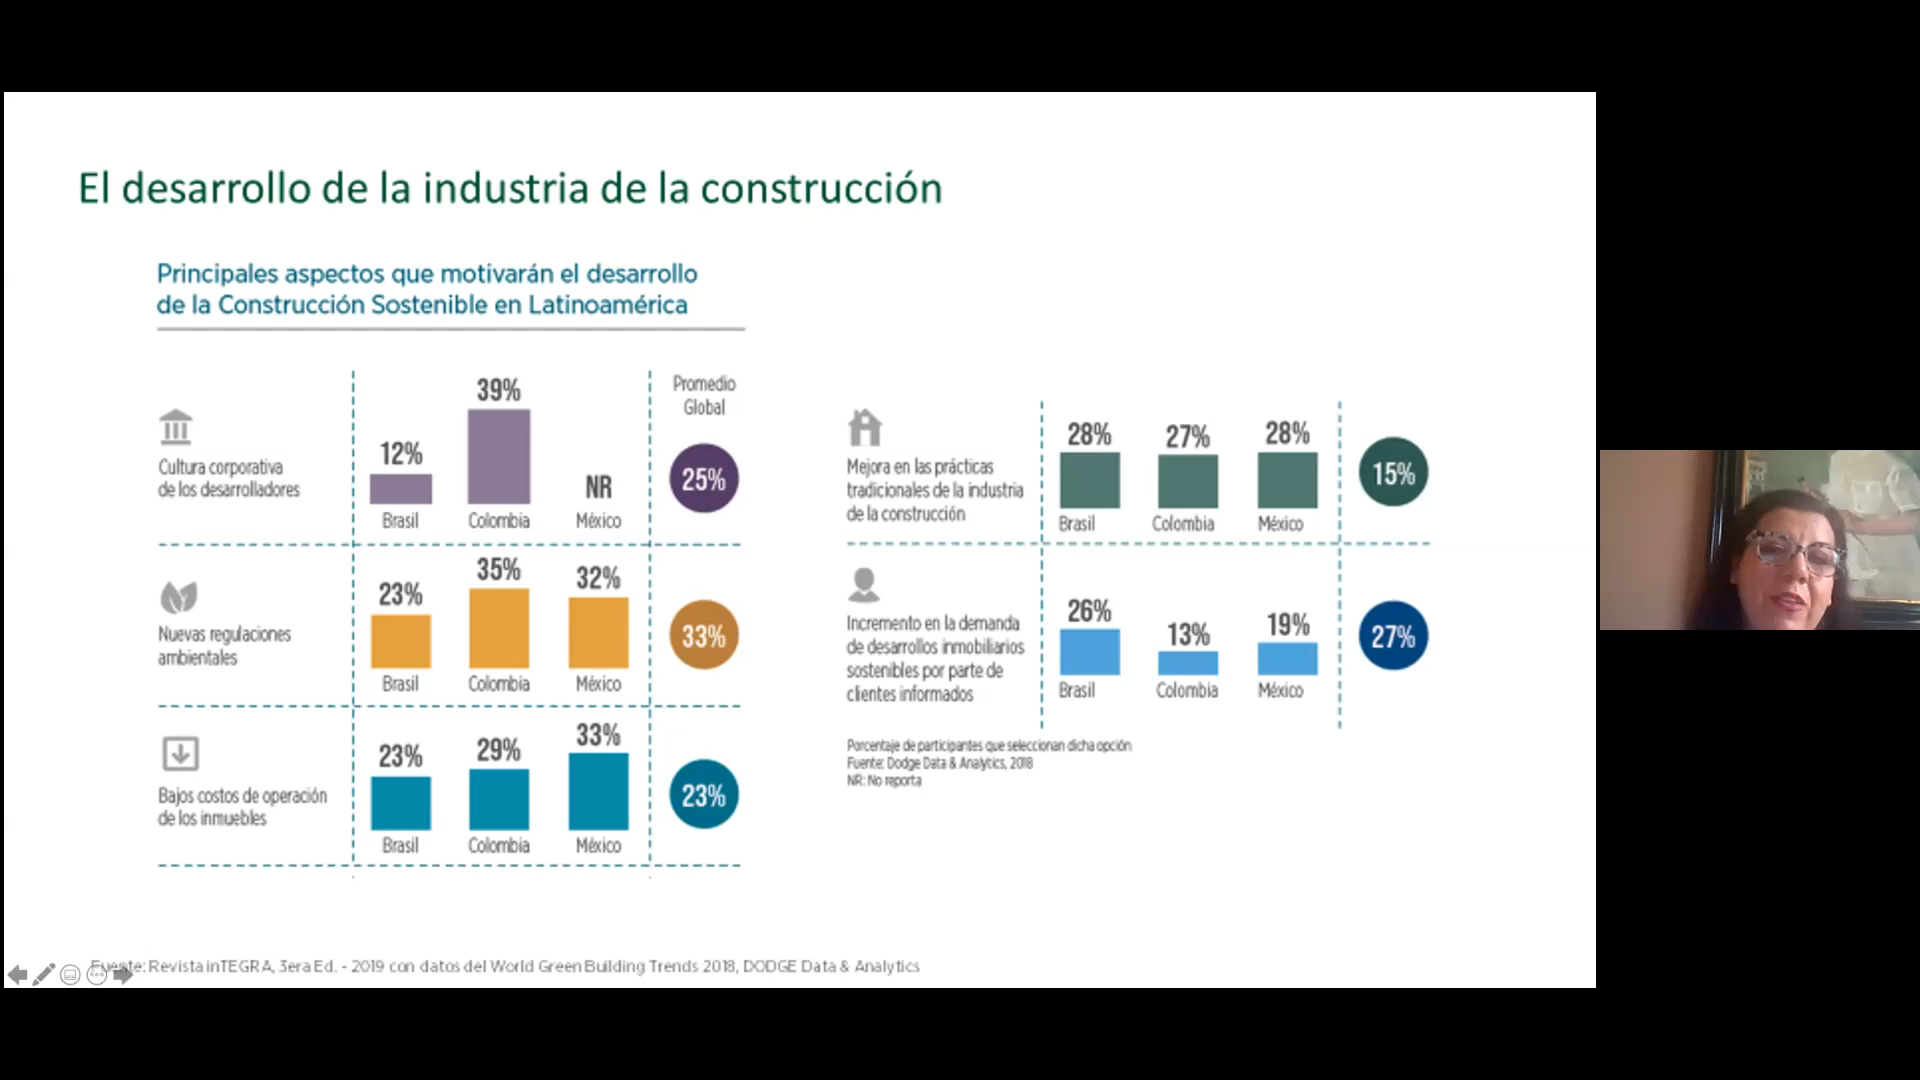 El desarrollo de la industria de la construcción
Principales aspectos que motivarán el desarrollo
de la Construcción Sostenible en Latinoamérica
Promedio
Global
Cultura corporativa
de los desarrolladores
12%
39%
NR
Brasil
Colombia
México
25%
Nuevas regulaciones
ambientales
23%
35%
32%
Brasil
Colombia
México
33%
Bajos costos de operación
de los inmuebles
23%
29%
33%
Brasil
Colombia
México
23%
Mejora en las prácticas
tradicionales de la industria
de la construcción
28%
27%
28%
Brasil
Colombia
México
15%
Incremento en la demanda
de desarrollos inmobiliarios
sostenibles por parte de
clientes informados
26%
13%
19%
Brasil
Colombia
México
27%
Porcentaje de participantes que seleccionan dicha opción
Fuente: Dodge Data & Analytics, 2018
NR: No reporta
Fuente: Revista inTEGRA, 3era Ed. - 2019 con datos del World Green Building Trends 2018, DODGE Data & Analytics